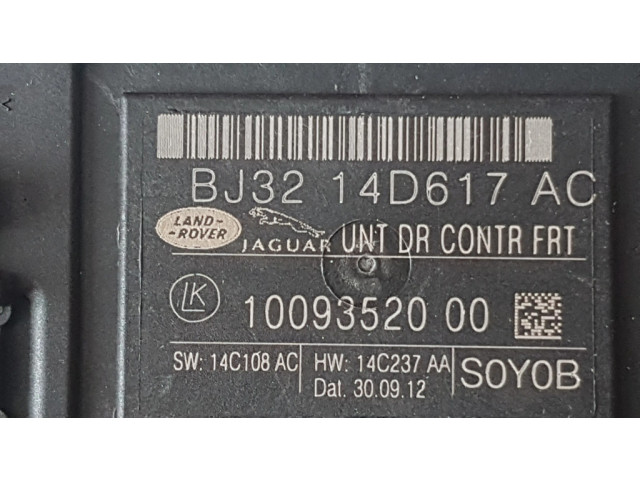 BJ32 14D617 AC
LAND-
-ROVER
JAGUAR UNT DR CONTR FRT
LK 10093520 00
SW: 14C108 AC HW: 14C237 AA SOYOB
Dat. 30.09.12